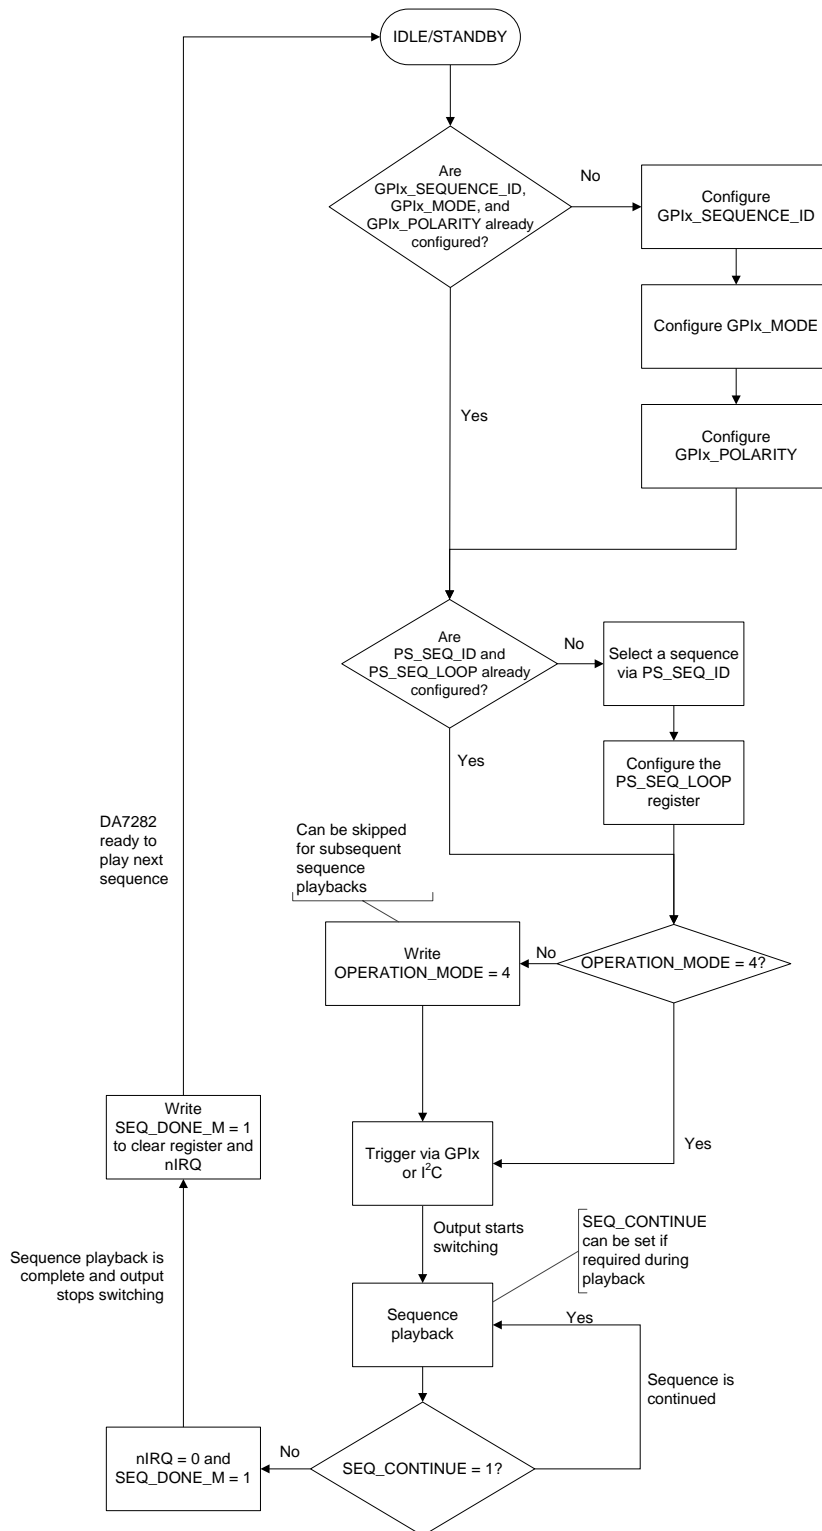 IDLE/STANDBY
Are
GPIx_SEQUENCE_ID,
GPIx_MODE, and
GPIx_POLARITY already
configured?
No
Configure
GPIx_SEQUENCE_ID
Configure GPIx_MODE
Configure
GPIx_POLARITY
Yes
Are
PS_SEQ_ID and
PS_SEQ_LOOP already
configured?
No
Select a sequence
via PS_SEQ_ID
Yes
Configure the
PS_SEQ_LOOP
register
DA7282
ready to
play next
sequence
Can be skipped
for subsequent
sequence
playbacks
Write
OPERATION_MODE = 4
No
OPERATION_MODE = 4?
Write
SEQ_DONE_M = 1
to clear register and
nIRQ
Yes
Trigger via GPIx
or I²C
Output starts
switching
SEQ_CONTINUE
can be set if
required during
playback
Sequence playback is
complete and output
stops switching
Sequence
playback
Yes
Sequence is
continued
nIRQ = 0 and
SEQ_DONE_M = 1
No
SEQ_CONTINUE = 1?